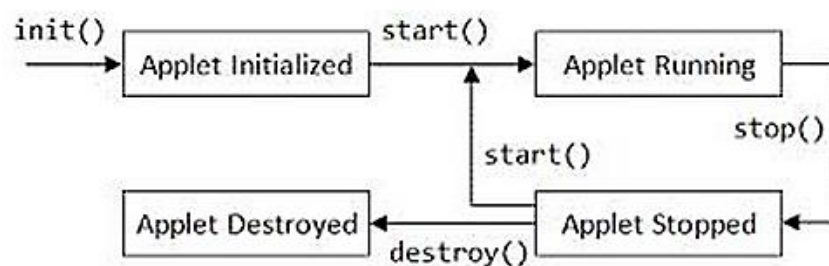 init()
start()
Applet Initialized
Applet Running
stop()
start()
Applet Destroyed
Applet Stopped
destroy()